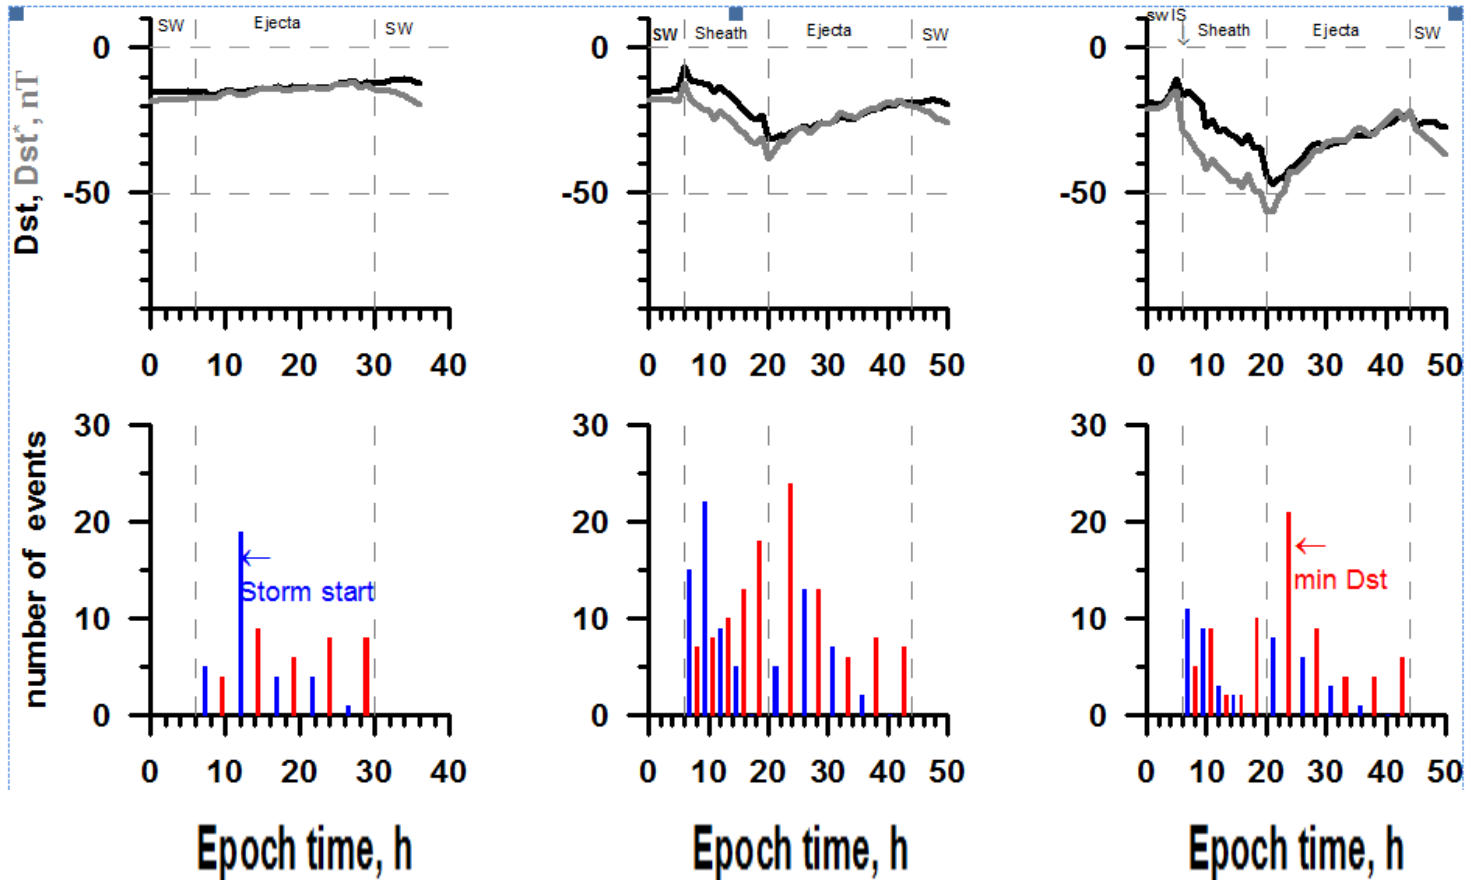 SW Ejecta SW
SW Sheath Ejecta SW
sw IS Sheath Ejecta SW
Dst, Dst*, nT
0
-50
0 10 20 30 40
0
-50
0 10 20 30 40 50
0
-50
0 10 20 30 40 50
number of events
30
20
10
0
Storm start
0 10 20 30 40
30
20
10
0
0 10 20 30 40 50
30
20
10
0
min Dst
0 10 20 30 40 50
Epoch time, h
Epoch time, h
Epoch time, h